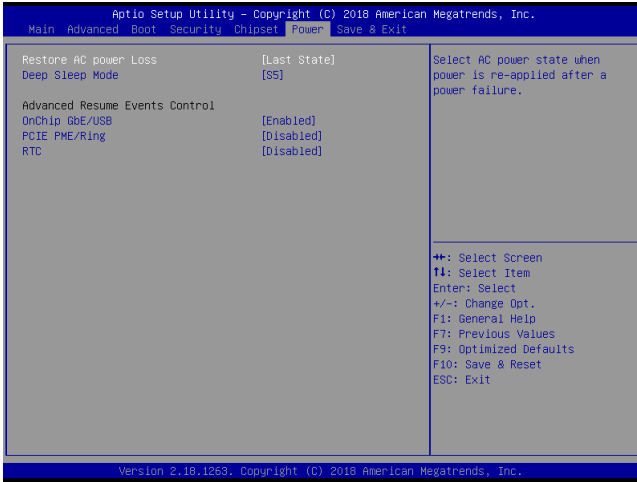 Aptio Setup Utility – Copyright (C) 2018 American Megatrends, Inc.
Main Advanced Boot Security Chipset Power Save & Exit
Restore AC power Loss [Last State]
Deep Sleep Mode [S5]
Advanced Resume Events Control
OnChip GbE/USB [Enabled]
PCIE PME/Ring [Disabled]
RTC [Disabled]
Select AC power state when
power is re-applied after a
power failure.
→←: Select Screen
↑↓: Select Item
Enter: Select
+/-: Change Opt.
F1: General Help
F7: Previous Values
F9: Optimized Defaults
F10: Save & Reset
ESC: Exit
Version 2.18.1263. Copyright (C) 2018 American Megatrends, Inc.